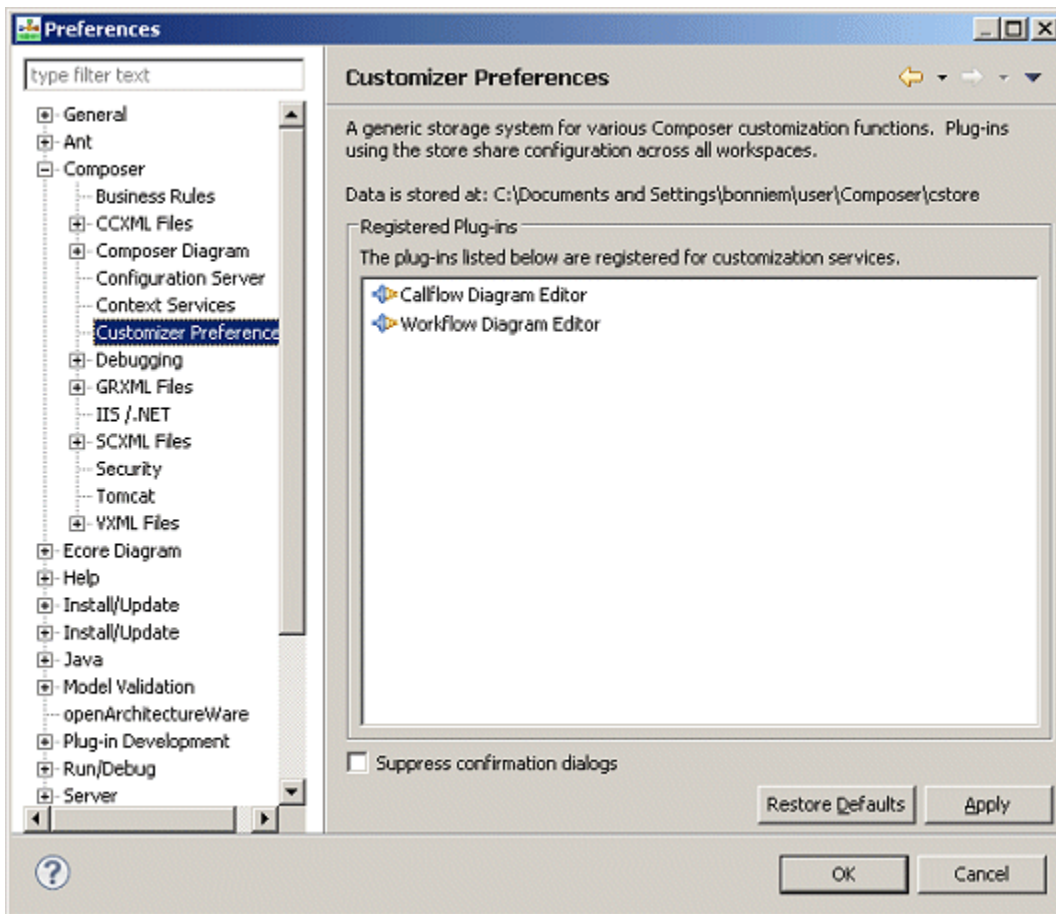 Preferences
type filter text
General
Ant
Composer
Business Rules
CCXML Files
Composer Diagram
Configuration Server
Context Services
Customizer Preference
Debugging
GRXML Files
IIS /.NET
SCXML Files
Security
Tomcat
VXML Files
Ecore Diagram
Help
Install/Update
Install/Update
Java
Model Validation
openArchitectureWare
Plug-in Development
Run/Debug
Server
Customizer Preferences
A generic storage system for various Composer customization functions. Plug-ins
using the store share configuration across all workspaces.
Data is stored at: C:\Documents and Settings\bonniem\user\Composer\cstore
Registered Plug-ins
The plug-ins listed below are registered for customization services.
Callflow Diagram Editor
Workflow Diagram Editor
Suppress confirmation dialogs
Restore Defaults
Apply
?
OK
Cancel